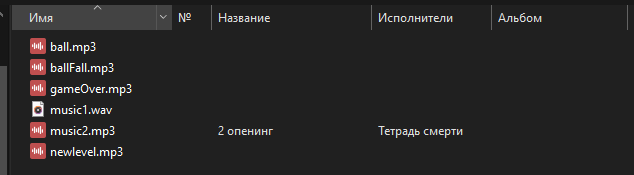 Имя № Название Исполнители Альбом
ball.mp3
ballFall.mp3
gameOver.mp3
music1.wav
music2.mp3 2 опенинг Тетрадь смерти
newlevel.mp3